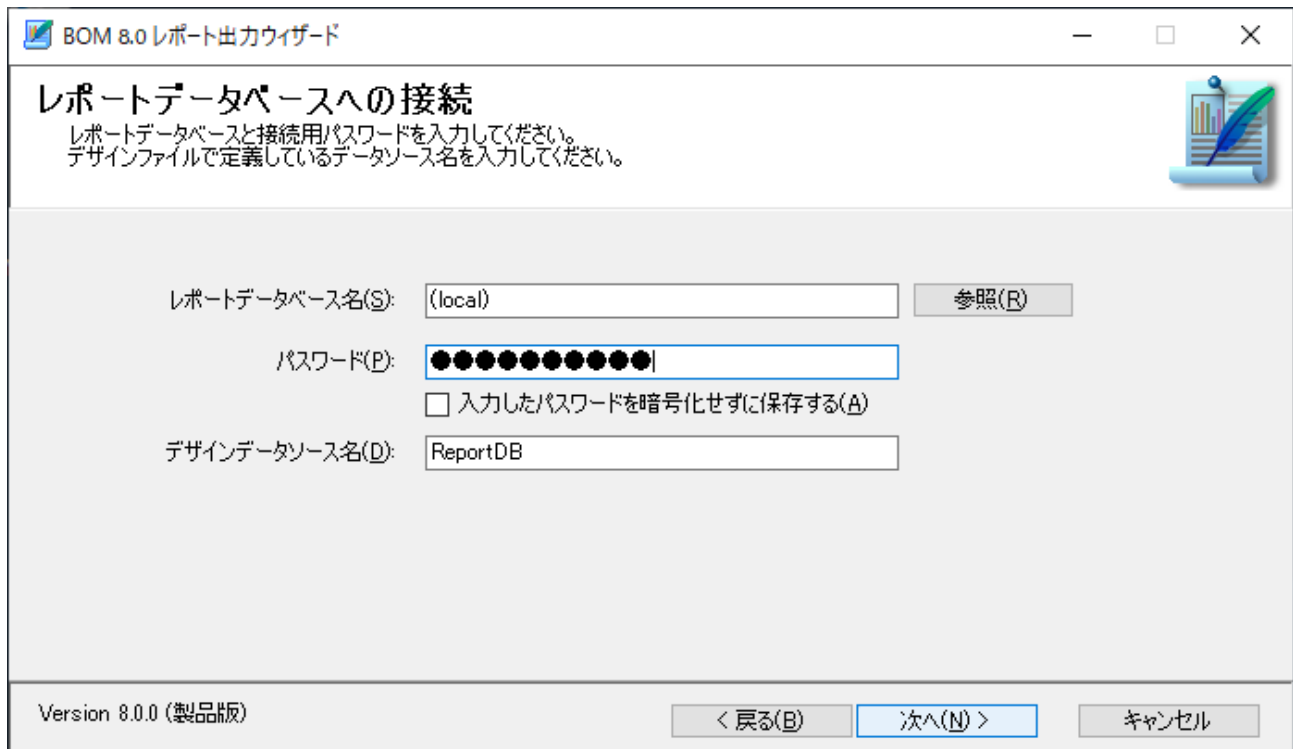 BOM 8.0 レポート出力ウィザード
レポートデータベースへの接続
レポートデータベースと接続用パスワードを入力してください。
デザインファイルで定義しているデータソース名を入力してください。
レポートデータベース名(S):
(local)
参照(R)
パスワード(P):
●●●●●●●●●●
入力したパスワードを暗号化せずに保存する(A)
デザインデータソース名(D):
ReportDB
Version 8.0.0 (製品版)
< 戻る(B)
次へ(N) >
キャンセル